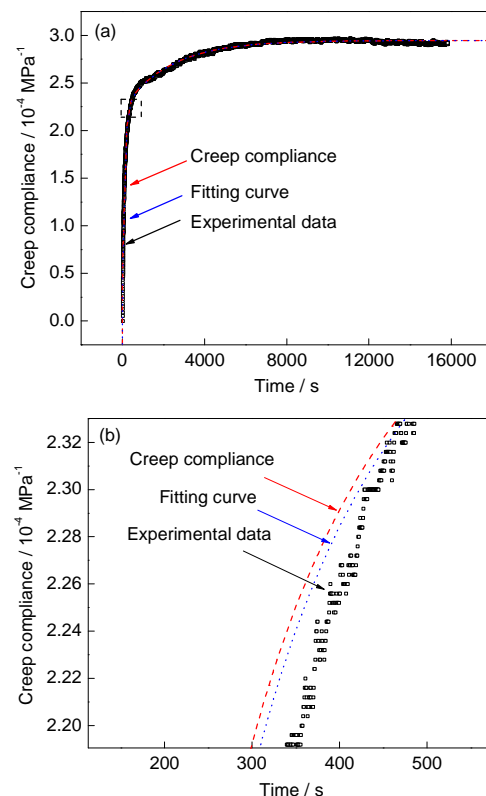 (a)
3.0
2.5
2.0
1.5
1.0
0.5
0.0
Creep compliance / 10⁻⁴ MPa⁻¹
Creep compliance
Fitting curve
Experimental data
0 4000 8000 12000 16000
Time / s
(b)
2.32
2.30
2.28
2.26
2.24
2.22
2.20
Creep compliance / 10⁻⁴ MPa⁻¹
Creep compliance
Fitting curve
Experimental data
200 300 400 500
Time / s